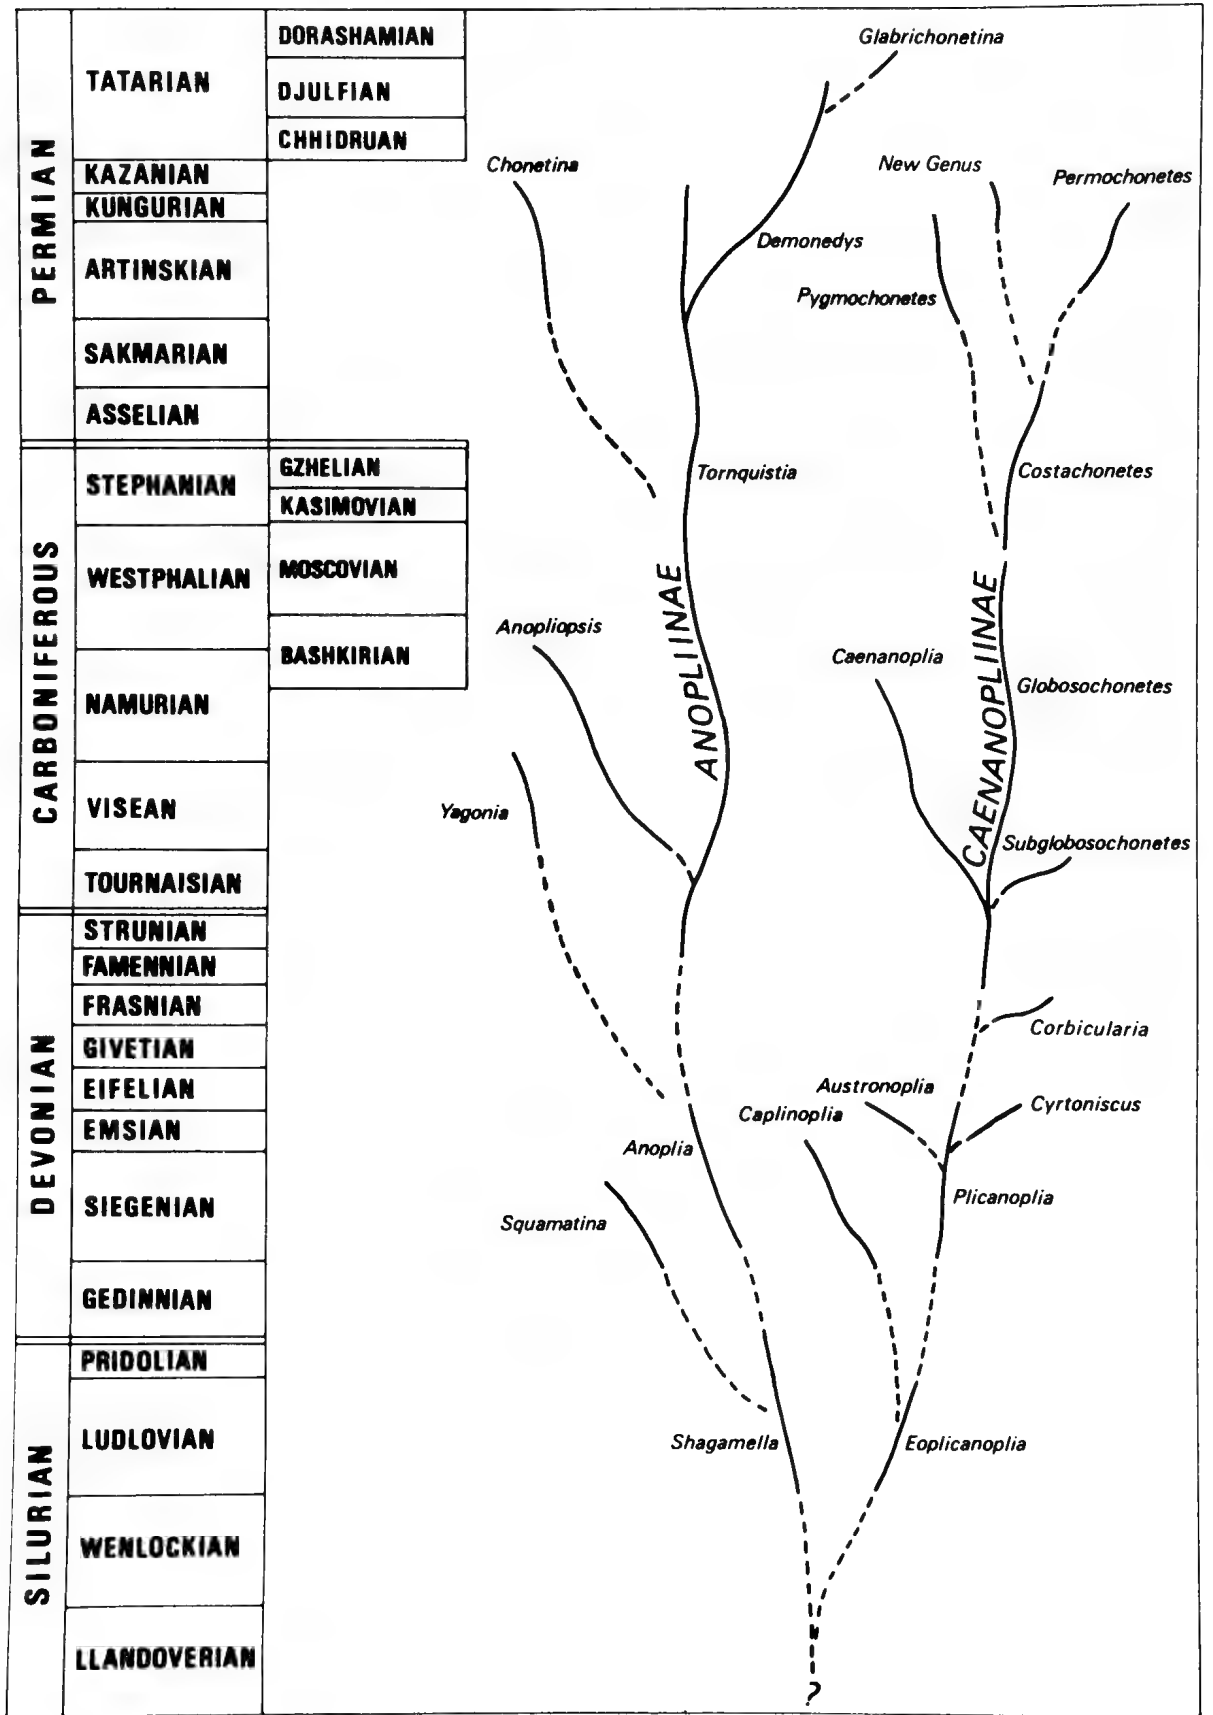 PERMIAN
TATARIAN
DORASHAMIAN
DJULFIAN
CHHIDRUAN
KAZANIAN
KUNGURIAN
ARTINSKIAN
SAKMARIAN
ASSELIAN
CARBONIFEROUS
STEPHANIAN
GZHELIAN
KASIMOVIAN
WESTPHALIAN
MOSCOVIAN
BASHKIRIAN
NAMURIAN
VISEAN
TOURNAISIAN
DEVONIAN
STRUNIAN
FAMENNIAN
FRASNIAN
GIVETIAN
EIFELIAN
EMSIAN
SIEGENIAN
GEDINNIAN
SILURIAN
PRIDOLIAN
LUDLOVIAN
WENLOCKIAN
LLANDOVERIAN
Glabrichonetina
Chonetina
New Genus
Permochonetes
Demonedys
Pygmochonetes
Tornquistia
Costachonetes
ANOPLIINAE
CAENANOPLIINAE
Anopliopsis
Caenanoplia
Globosochonetes
Yagonia
Subglobosochonetes
Corbicularia
Austronoplia
Caplinoplia
Cyrtoniscus
Anoplia
Plicanoplia
Squamatina
Shagamella
Eoplicanoplia
?